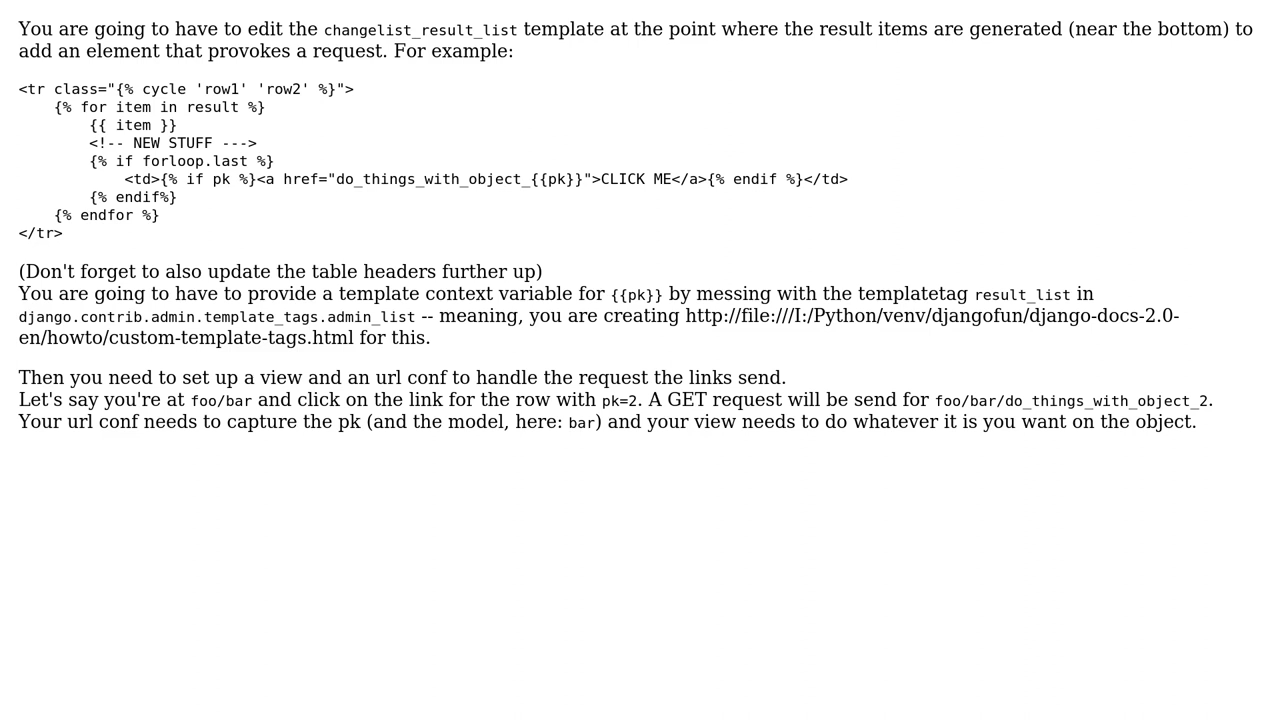 You are going to have to edit the changelist_result_list template at the point where the result items are generated (near the bottom) to
add an element that provokes a request. For example:
<tr class="{% cycle 'row1' 'row2' %}">
    {% for item in result %}
        {{ item }}
        <!-- NEW STUFF --->
        {% if forloop.last %}
            <td>{% if pk %}<a href="do_things_with_object_{{pk}}">CLICK ME</a>{% endif %}</td>
        {% endif%}
    {% endfor %}
</tr>
(Don't forget to also update the table headers further up)
You are going to have to provide a template context variable for {{pk}} by messing with the templatetag result_list in
django.contrib.admin.template_tags.admin_list -- meaning, you are creating http://file:///I:/Python/venv/djangofun/django-docs-2.0-
en/howto/custom-template-tags.html for this.
Then you need to set up a view and an url conf to handle the request the links send.
Let's say you're at foo/bar and click on the link for the row with pk=2. A GET request will be send for foo/bar/do_things_with_object_2.
Your url conf needs to capture the pk (and the model, here: bar) and your view needs to do whatever it is you want on the object.